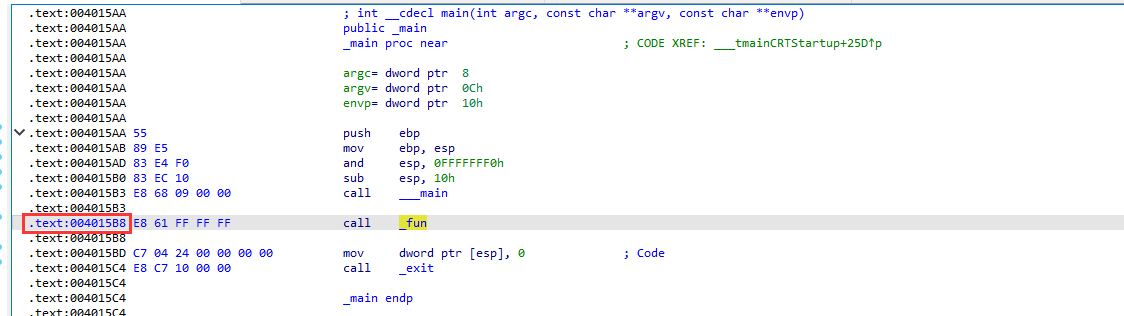 .text:004015AA ; int __cdecl main(int argc, const char **argv, const char **envp)
.text:004015AA public _main
.text:004015AA _main proc near ; CODE XREF: ___tmainCRTStartup+25D↑p
.text:004015AA
.text:004015AA argc= dword ptr 8
.text:004015AA argv= dword ptr 0Ch
.text:004015AA envp= dword ptr 10h
.text:004015AA
.text:004015AA 55 push ebp
.text:004015AB 89 E5 mov ebp, esp
.text:004015AD 83 E4 F0 and esp, 0FFFFFFF0h
.text:004015B0 83 EC 10 sub esp, 10h
.text:004015B3 E8 68 09 00 00 call ___main
.text:004015B3
.text:004015B8 E8 61 FF FF FF call _fun
.text:004015B8
.text:004015BD C7 04 24 00 00 00 00 mov dword ptr [esp], 0 ; Code
.text:004015C4 E8 C7 10 00 00 call _exit
.text:004015C4
.text:004015C4 _main endp
.text:004015C4